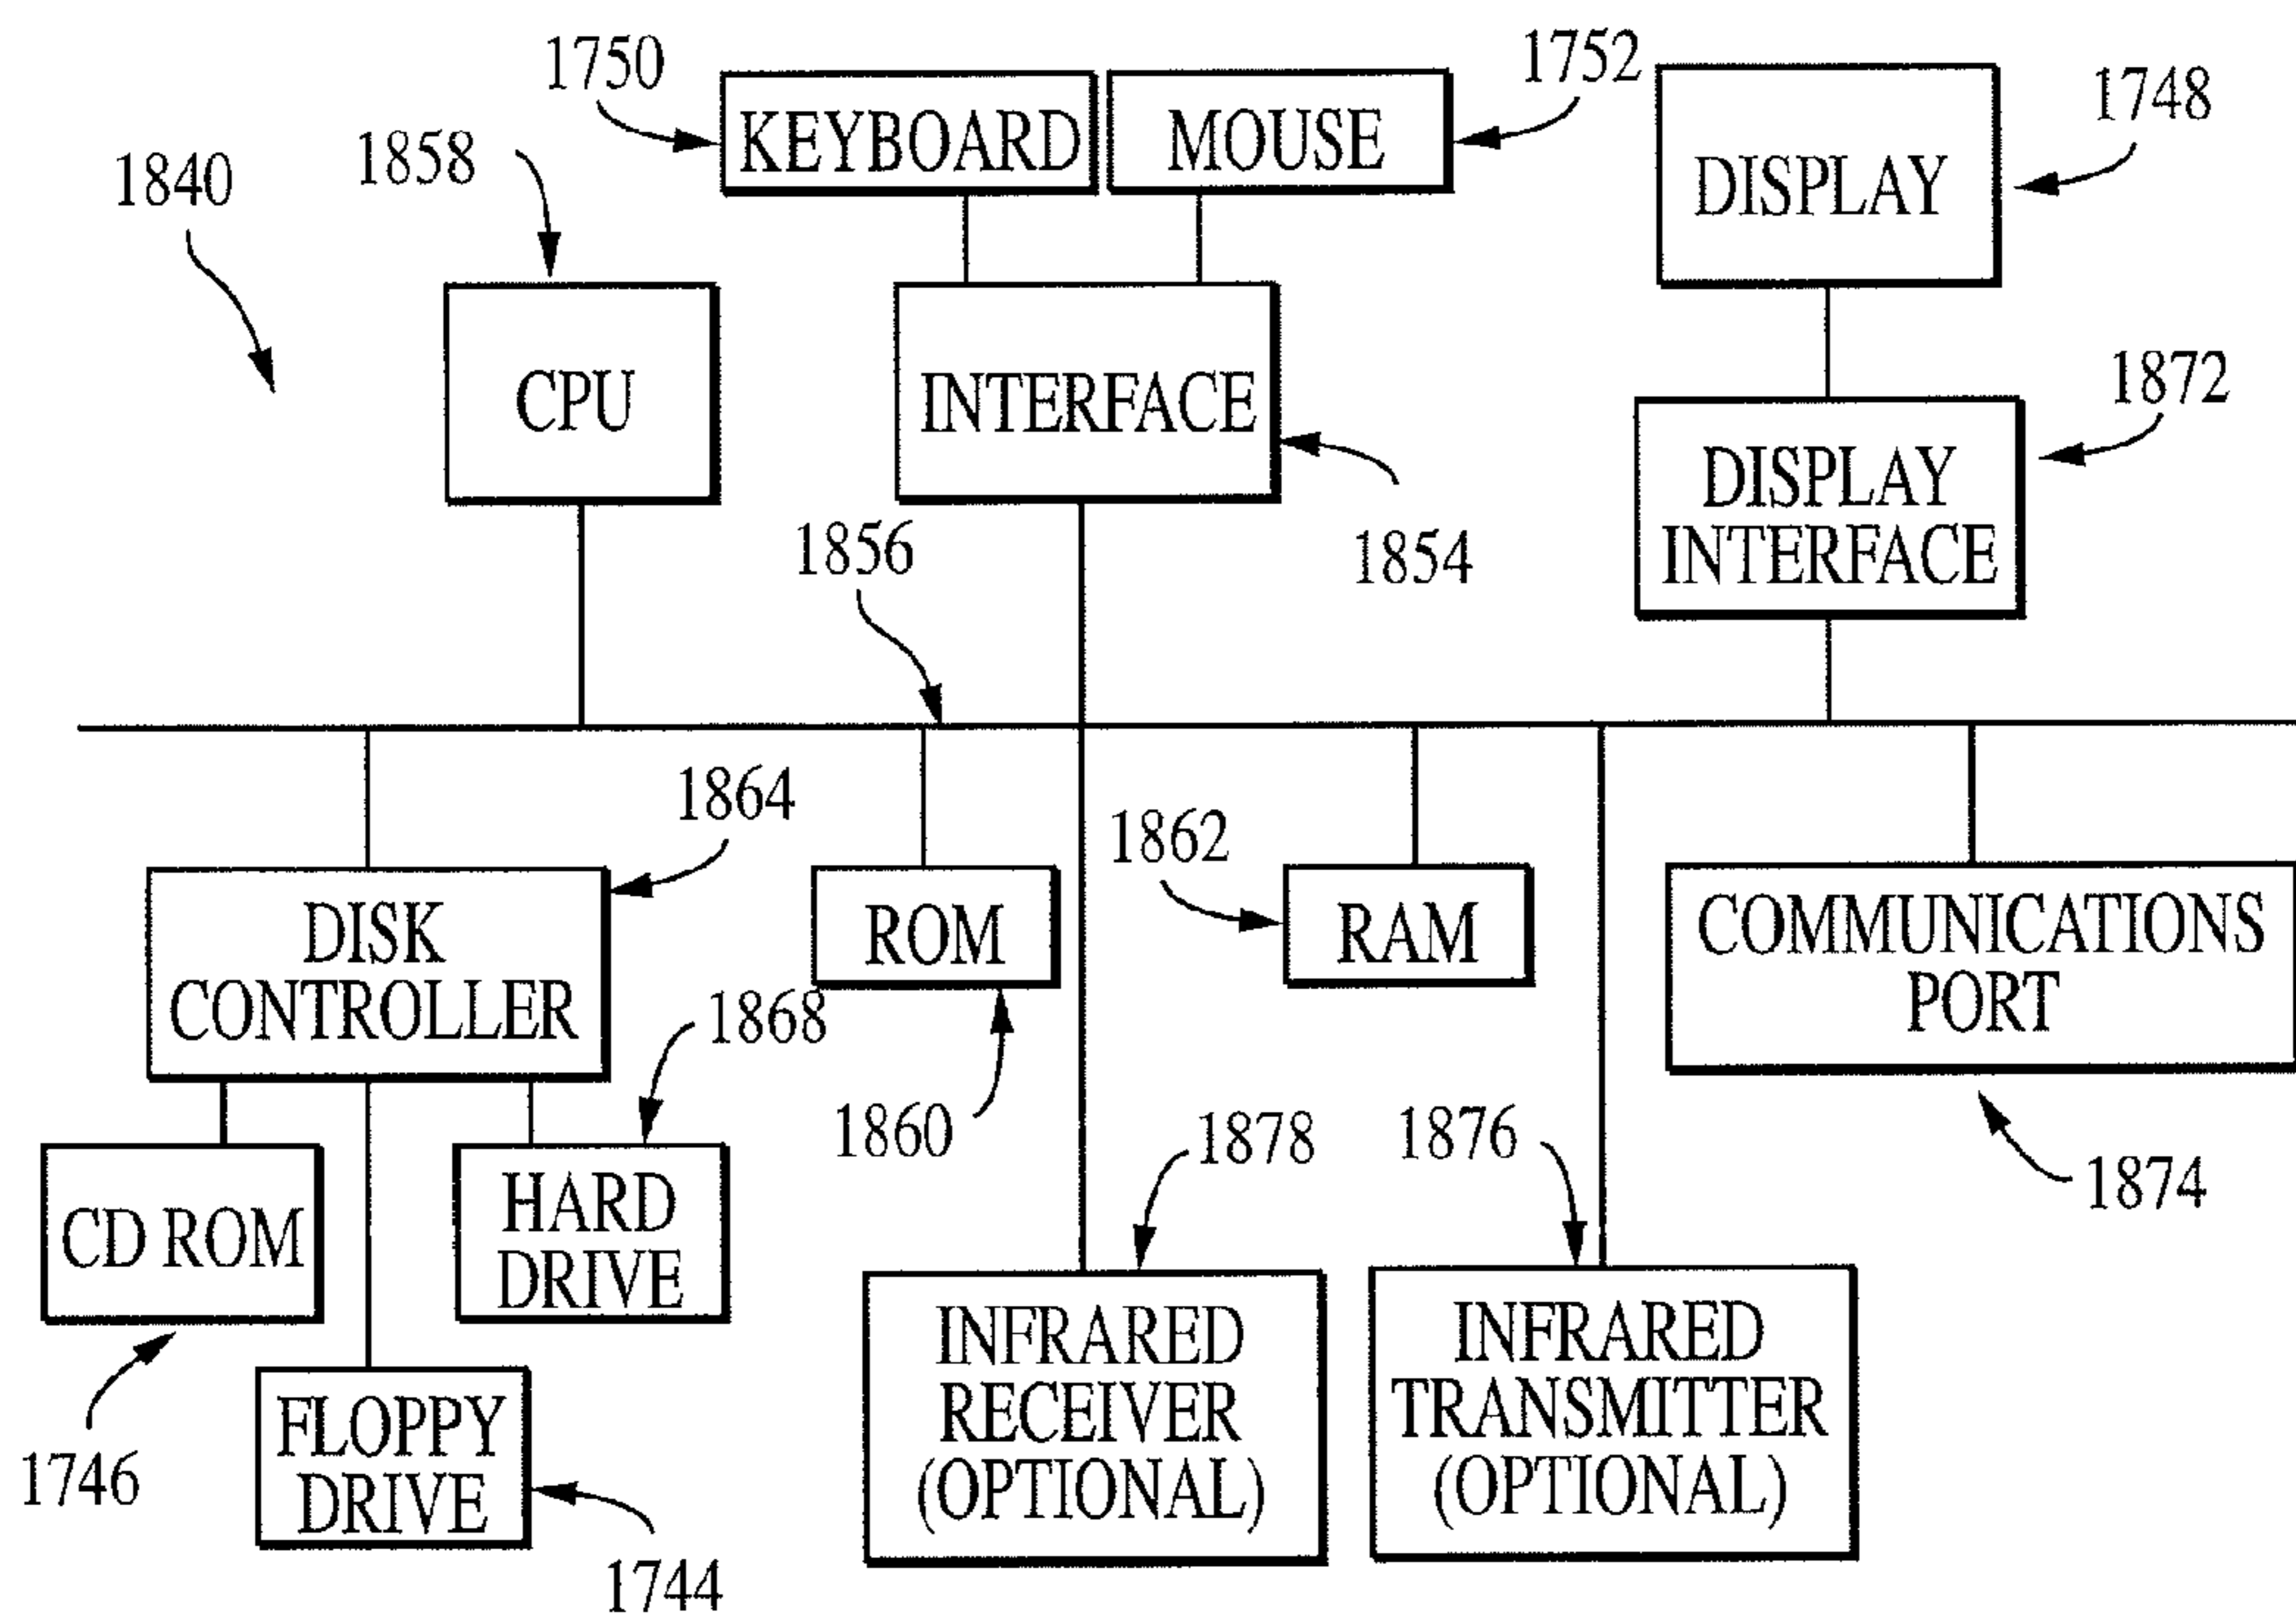 1750
KEYBOARD
MOUSE
1752
1748
1858
1840
DISPLAY
CPU
INTERFACE
1872
DISPLAY
INTERFACE
1856
1854
1864
1862
DISK
CONTROLLER
ROM
RAM
COMMUNICATIONS
PORT
1868
1860
1878
1876
1874
CD ROM
HARD
DRIVE
INFRARED
RECEIVER
(OPTIONAL)
INFRARED
TRANSMITTER
(OPTIONAL)
1746
FLOPPY
DRIVE
1744